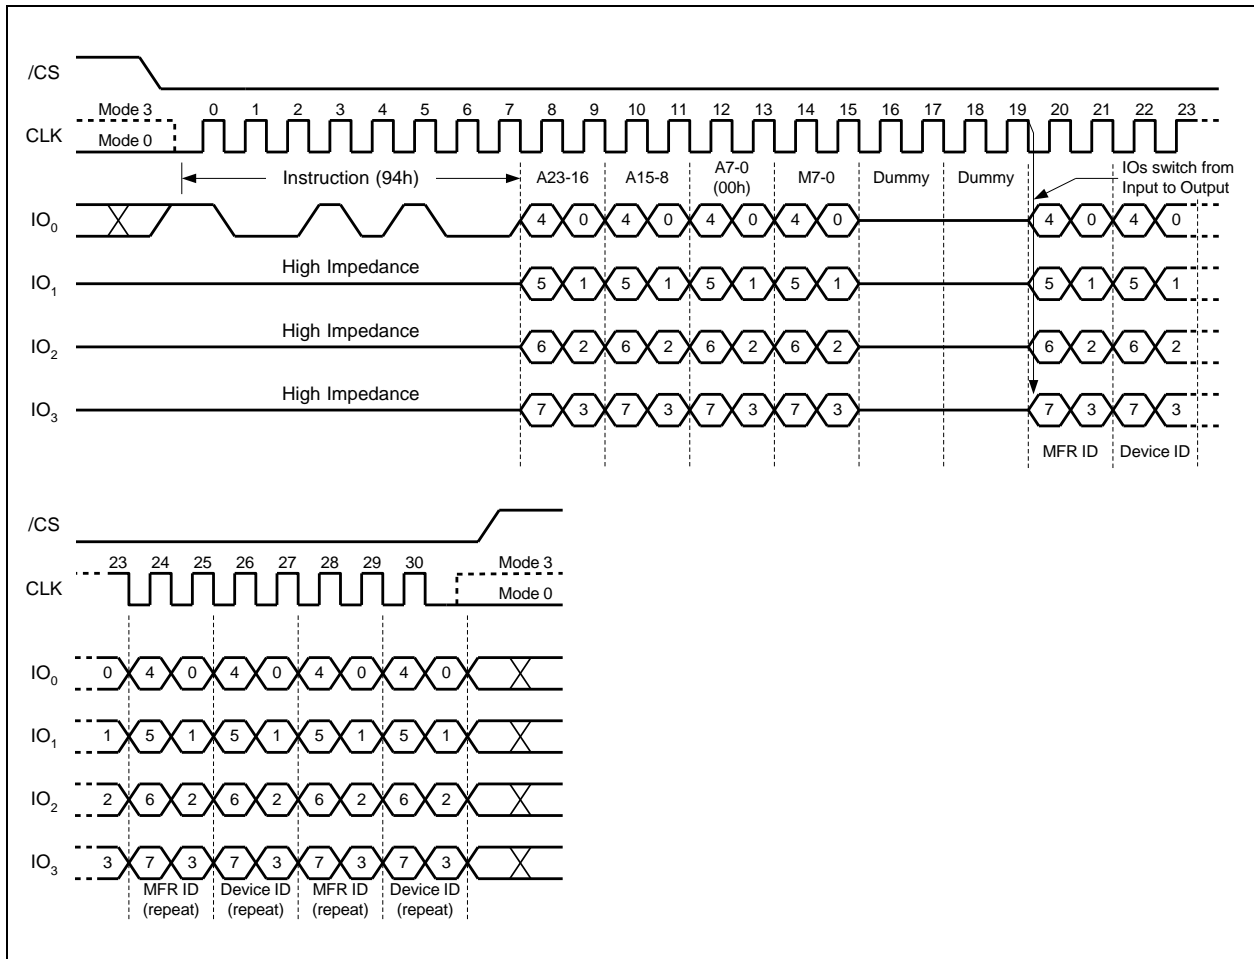 /CS
Mode 3 0 1 2 3 4 5 6 7 8 9 10 11 12 13 14 15 16 17 18 19 20 21 22 23
CLK Mode 0
Instruction (94h) A23-16 A15-8 A7-0 (00h) M7-0 Dummy Dummy IOs switch from Input to Output
IO0 4 0 4 0 4 0 4 0 4 0 4 0
High Impedance
IO1 5 1 5 1 5 1 5 1 5 1 5 1
High Impedance
IO2 6 2 6 2 6 2 6 2 6 2 6 2
High Impedance
IO3 7 3 7 3 7 3 7 3 7 3 7 3
MFR ID Device ID
/CS
23 24 25 26 27 28 29 30 Mode 3
CLK Mode 0
IO0 0 4 0 4 0 4 0 4 0
IO1 1 5 1 5 1 5 1 5 1
IO2 2 6 2 6 2 6 2 6 2
IO3 3 7 3 7 3 7 3 7 3
MFR ID Device ID MFR ID Device ID
(repeat) (repeat) (repeat) (repeat)